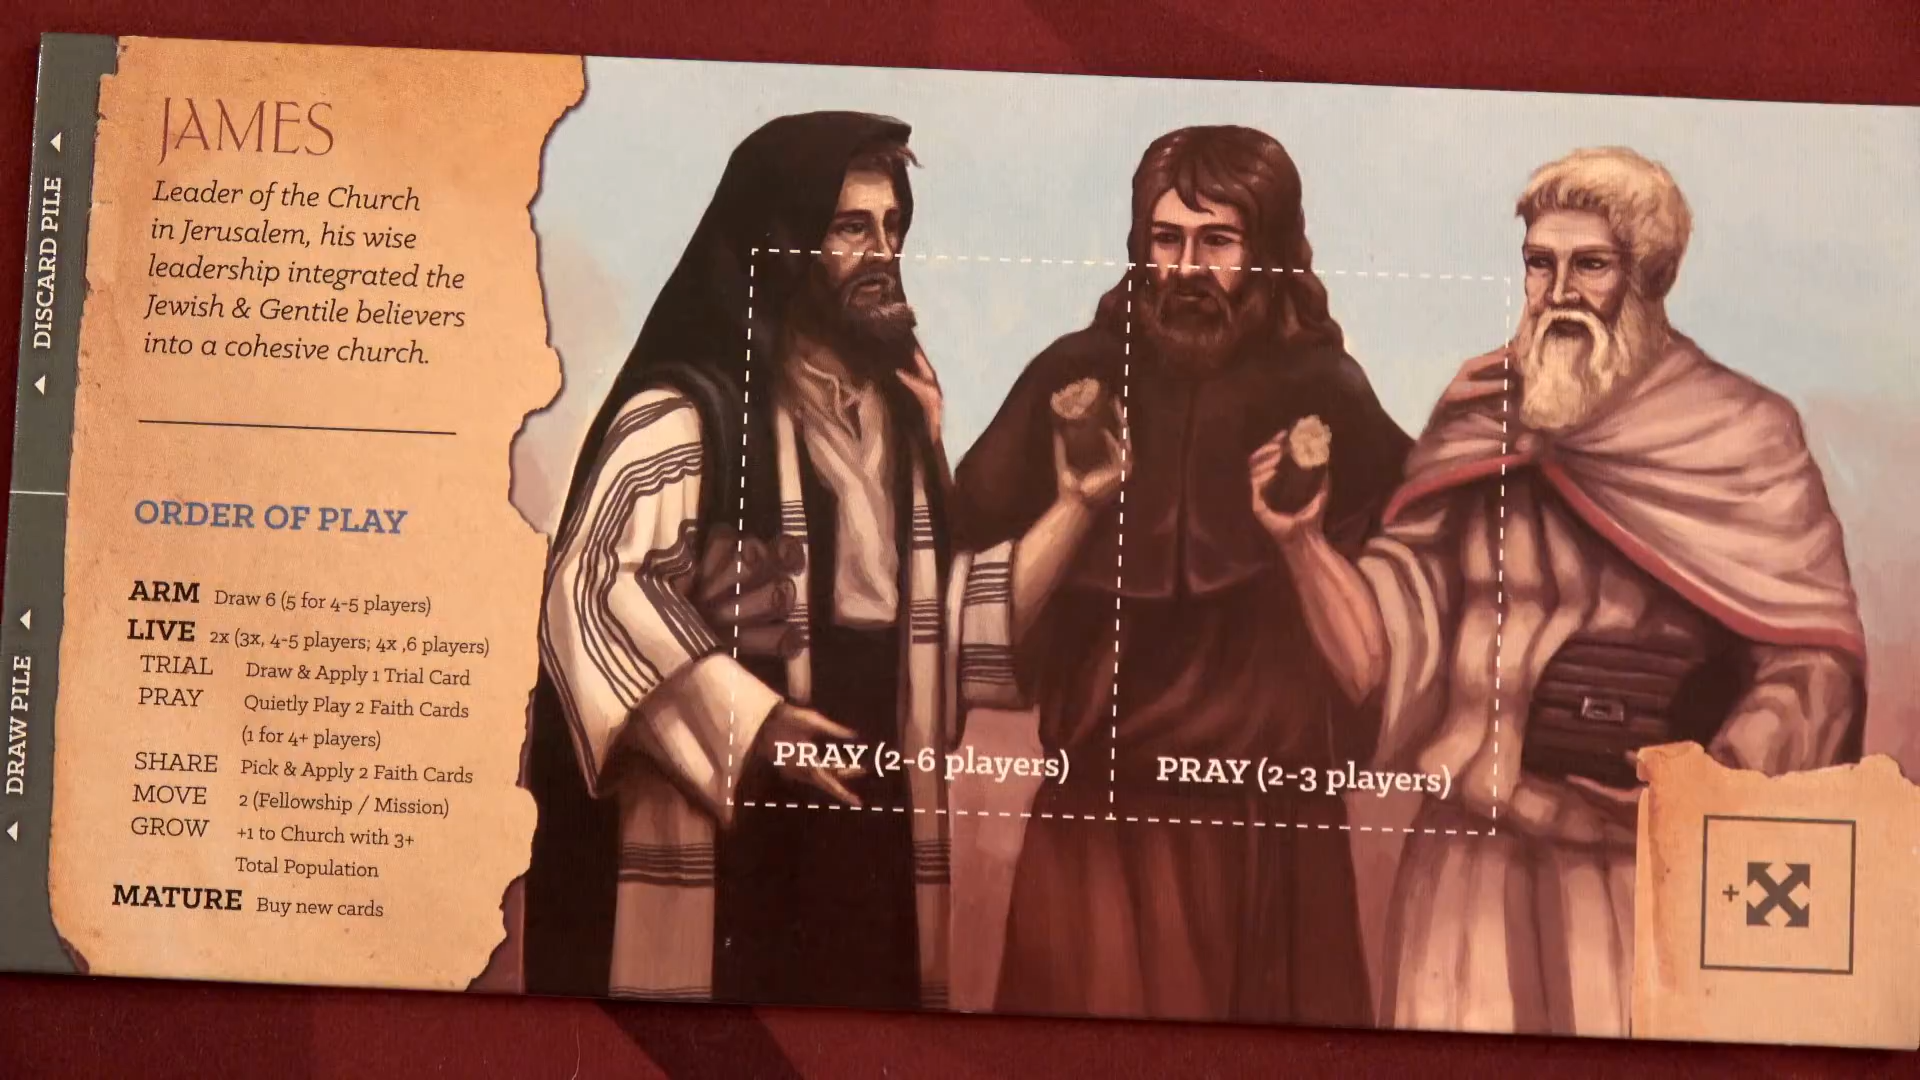 JAMES
Leader of the Church
in Jerusalem, his wise
leadership integrated the
Jewish & Gentile believers
into a cohesive church.
ORDER OF PLAY
ARM Draw 6 (5 for 4-5 players)
LIVE 2x (3x, 4-5 players; 4x ,6 players)
TRIAL Draw & Apply 1 Trial Card
PRAY Quietly Play 2 Faith Cards
(1 for 4+ players)
SHARE Pick & Apply 2 Faith Cards
MOVE 2 (Fellowship / Mission)
GROW +1 to Church with 3+
Total Population
MATURE Buy new cards
DISCARD PILE
DRAW PILE
PRAY (2-6 players)
PRAY (2-3 players)
+